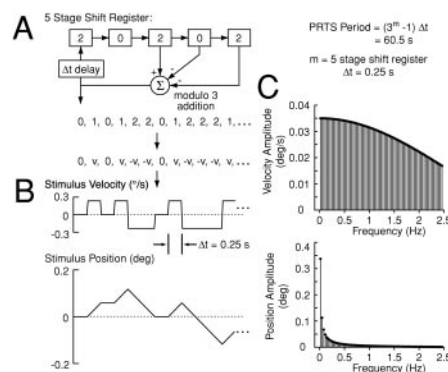 A
5 Stage Shift Register:
2 0 2 0 2
Δt delay
+ - -
Σ
modulo 3
addition
0, 1, 0, 1, 2, 2, 0, 1, 2, 2, 2, 1, ...
0, v, 0, v, -v, -v, 0, v, -v, -v, -v, v, ...
B
Stimulus Velocity (°/s)
0.3
0
-0.3
...
Δt = 0.25 s
Stimulus Position (deg)
0.2
0
-0.2
...
PRTS Period = (3ᵐ -1) Δt
= 60.5 s
m = 5 stage shift register
Δt = 0.25 s
C
Velocity Amplitude
(deg/s)
0.04
0.03
0.02
0.01
0
0 0.5 1 1.5 2 2.5
Frequency (Hz)
Position Amplitude
(deg)
0.4
0.3
0.2
0.1
0
0 0.5 1 1.5 2 2.5
Frequency (Hz)